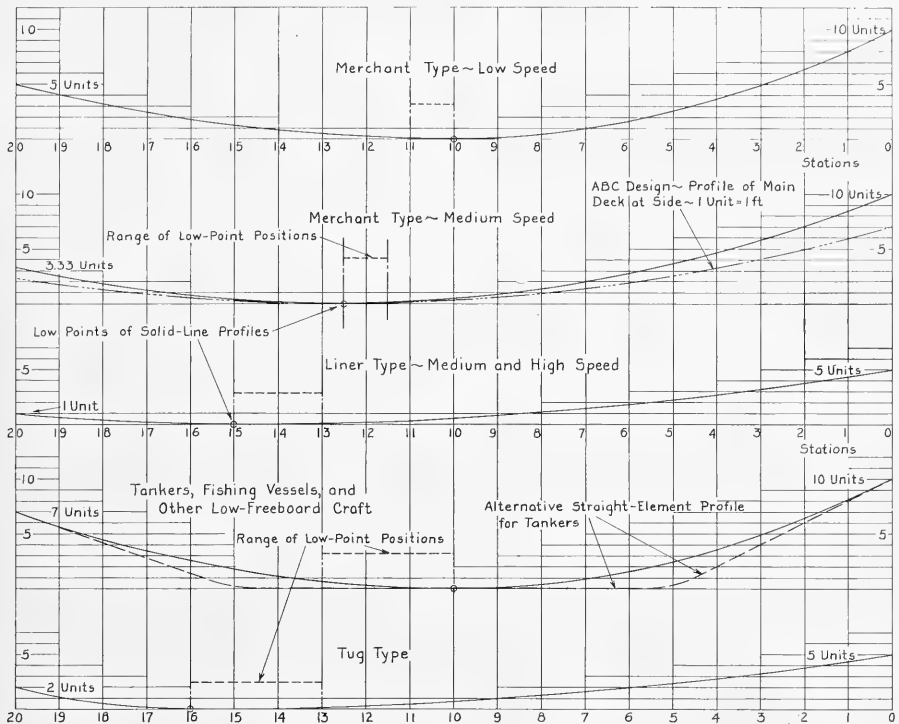 10
10 Units
Merchant Type~Low Speed
5 Units
5
20 19 18 17 16 15 14 13 12 11 10 9 8 7 6 5 4 3 2 1 0
Stations
ABC Design~Profile of Main
Deck at Side~1 Unit=1ft
10
10 Units
Merchant Type~Medium Speed
Range of Low-Point Positions
5
5
3.33 Units
Low Points of Solid-Line Profiles
Liner Type~Medium and High Speed
5
5 Units
1 Unit
20 19 18 17 16 15 14 13 12 11 10 9 8 7 6 5 4 3 2 1 0
Stations
10
10 Units
Tankers, Fishing Vessels, and
Other Low-Freeboard Craft
Alternative Straight-Element Profile
for Tankers
7 Units
5
5
Range of Low-Point Positions
Tug Type
5
5 Units
2 Units
20 19 18 17 16 15 14 13 12 11 10 9 8 7 6 5 4 3 2 1 0